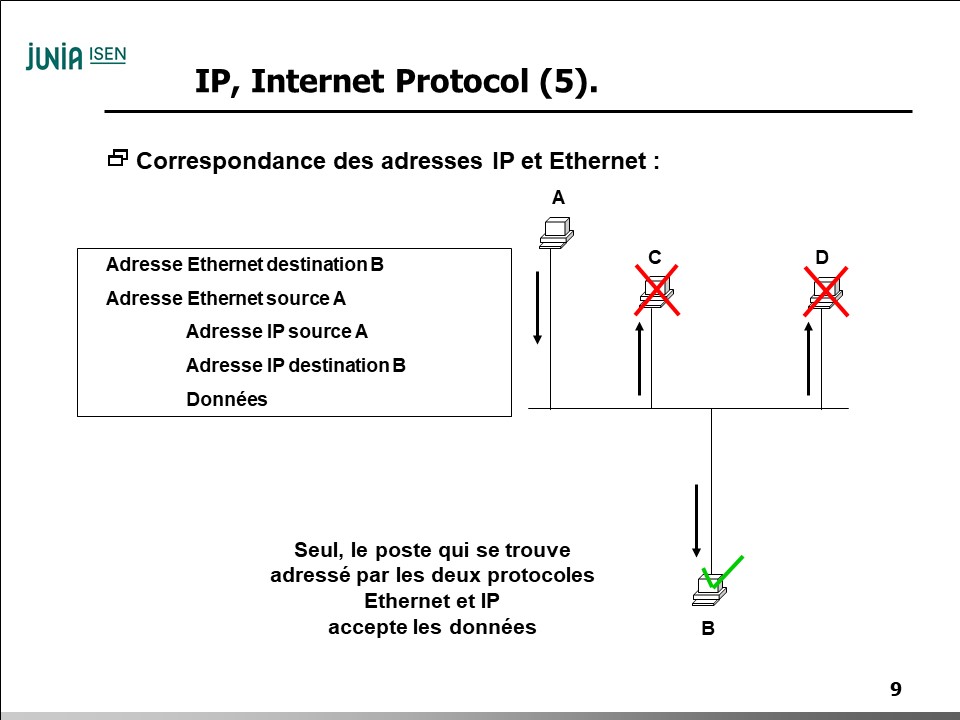 JUNIA ISEN
IP, Internet Protocol (5).
Correspondance des adresses IP et Ethernet :
A
C
D
Adresse Ethernet destination B
Adresse Ethernet source A
Adresse IP source A
Adresse IP destination B
Données
Seul, le poste qui se trouve
adressé par les deux protocoles
Ethernet et IP
accepte les données
B
9